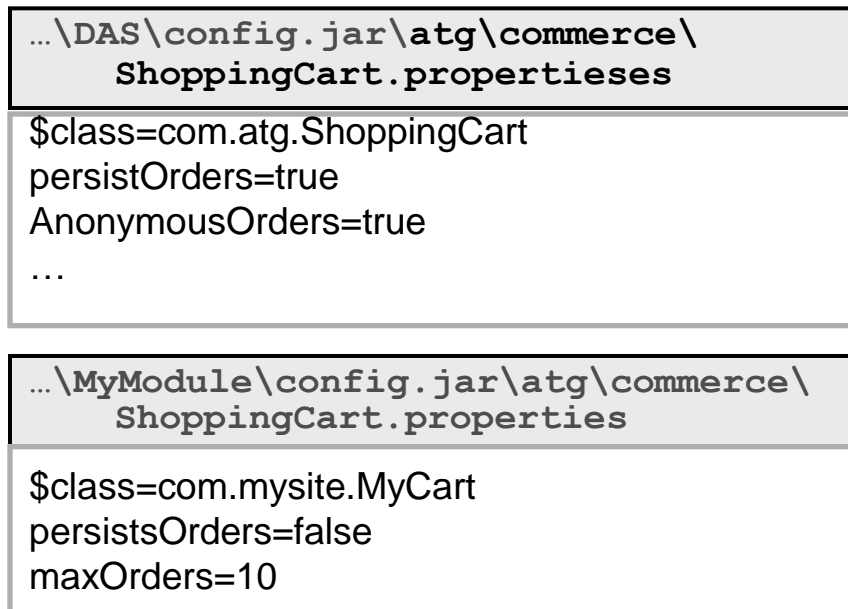 …\DAS\config.jar\atg\commerce\
ShoppingCart.propertieses
$class=com.atg.ShoppingCart
persistOrders=true
AnonymousOrders=true
…
…\MyModule\config.jar\atg\commerce\
ShoppingCart.properties
$class=com.mysite.MyCart
persistsOrders=false
maxOrders=10